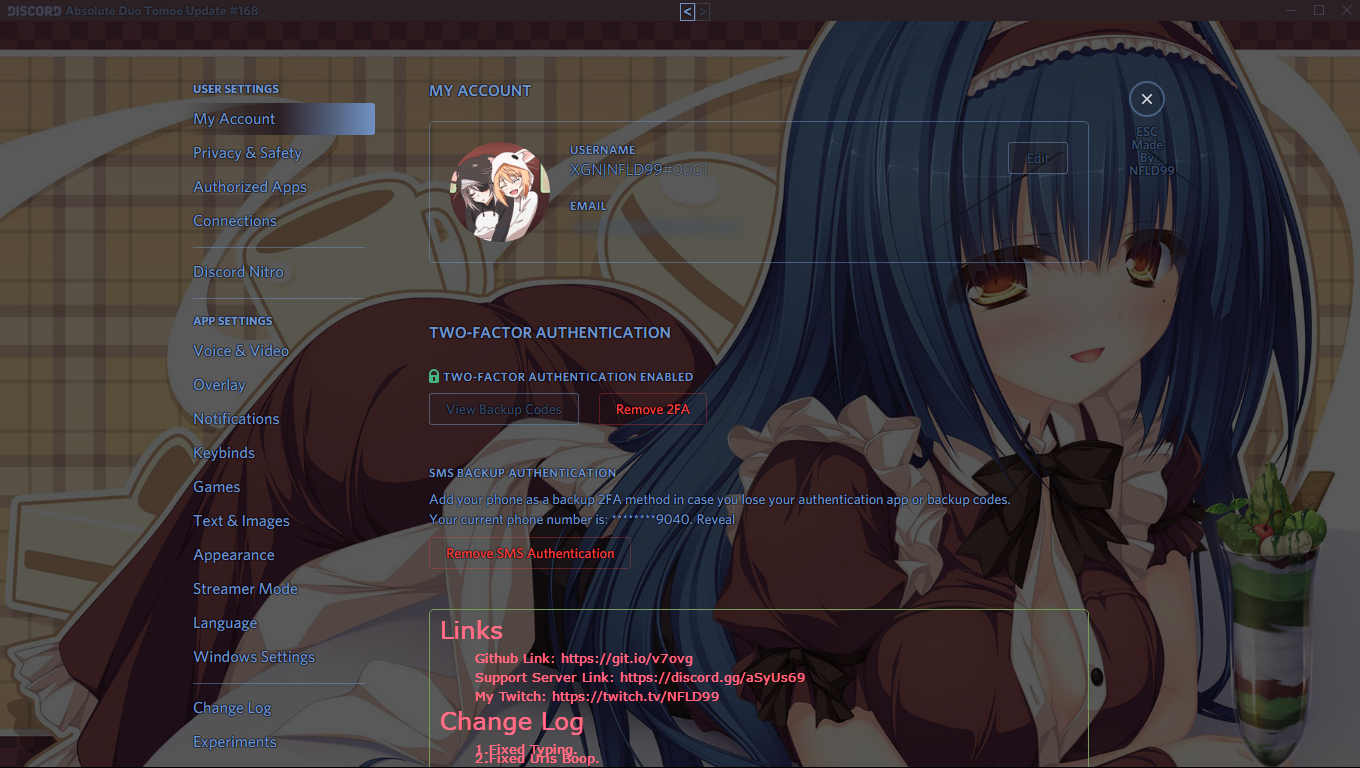 DISCORD Absolute Duo Tomoe Update #168
< >
USER SETTINGS
My Account
Privacy & Safety
Authorized Apps
Connections
Discord Nitro
APP SETTINGS
Voice & Video
Overlay
Notifications
Keybinds
Games
Text & Images
Appearance
Streamer Mode
Language
Windows Settings
Change Log
Experiments
MY ACCOUNT
USERNAME
XGN|NFLD99#0001
EMAIL
Edit
ESC
Made
By
NFLD99
TWO-FACTOR AUTHENTICATION
TWO-FACTOR AUTHENTICATION ENABLED
View Backup Codes
Remove 2FA
SMS BACKUP AUTHENTICATION
Add your phone as a backup 2FA method in case you lose your authentication app or backup codes.
Your current phone number is: ********9040. Reveal
Remove SMS Authentication
Links
Github Link: https://git.io/v7ovg
Support Server Link: https://discord.gg/aSyUs69
My Twitch: https://twitch.tv/NFLD99
Change Log
1.Fixed Typing.
2.Fixed Urls Boop.